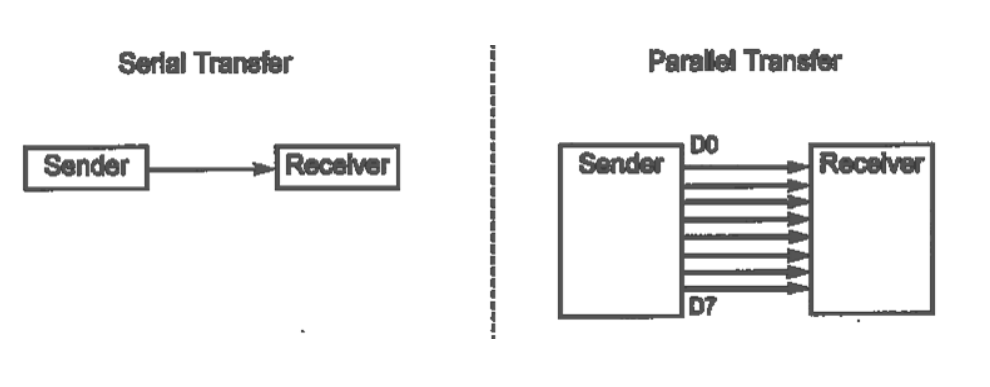 Serial Transfer
Sender
Receiver
Parallel Transfer
D0
Sender
Receiver
D7